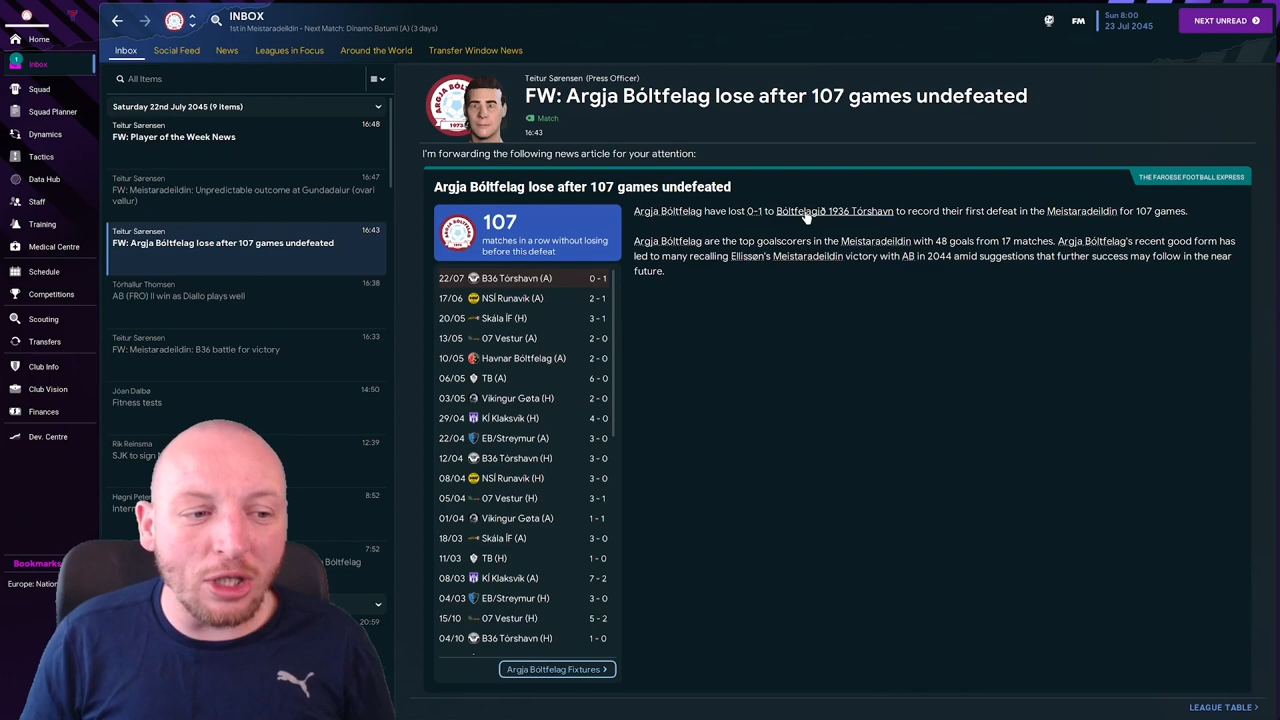 INBOX
1st in Meistaradeildin - Next Match: Dinamo Batumi (A) (3 days)
FM
Sun 8:00
23 Jul 2045
NEXT UNREAD
Home
1
Inbox
Squad
Squad Planner
Dynamics
Tactics
Data Hub
Staff
Training
Medical Centre
Schedule
Competitions
Scouting
Transfers
Club Info
Club Vision
Finances
Dev. Centre
Bookmarks
Europe: Nation
Inbox
Social Feed
News
Leagues in Focus
Around the World
Transfer Window News
All Items
Saturday 22nd July 2045 (9 items)
Teitur Sørensen
16:48
FW: Player of the Week News
Teitur Sørensen
16:47
FW: Meistaradeildin: Unpredictable outcome at Gundadalur (ovari
vøllur)
Teitur Sørensen
16:43
FW: Argja Bóltfelag lose after 107 games undefeated
Tórhallur Thomsen
16:38
AB (FRO) II win as Diallo plays well
Teitur Sørensen
16:33
FW: Meistaradeildin: B36 battle for victory
Jóan Dalbø
14:50
Fitness tests
Rik Reinsma
12:39
SJK to sign
Høgni Peter
8:52
Intern
7:52
Bóltfelag
20:59
Teitur Sørensen (Press Officer)
FW: Argja Bóltfelag lose after 107 games undefeated
Match
16:43
ARGJA BÓLTFELAG
1973
I'm forwarding the following news article for your attention:
THE FAROESE FOOTBALL EXPRESS
Argja Bóltfelag lose after 107 games undefeated
107
matches in a row without losing
before this defeat
22/07 B36 Tórshavn (A) 0 - 1
17/06 NSÍ Runavík (A) 2 - 1
20/05 Skála ÍF (H) 3 - 1
13/05 07 Vestur (A) 2 - 0
10/05 Havnar Bóltfelag (A) 2 - 0
06/05 TB (A) 6 - 0
03/05 Víkingur Gøta (H) 2 - 0
29/04 KÍ Klaksvík (H) 4 - 0
22/04 EB/Streymur (A) 3 - 0
12/04 B36 Tórshavn (H) 3 - 0
08/04 NSÍ Runavík (H) 3 - 0
05/04 07 Vestur (H) 3 - 1
01/04 Víkingur Gøta (A) 1 - 1
18/03 Skála ÍF (A) 3 - 0
11/03 TB (H) 1 - 0
08/03 KÍ Klaksvík (A) 7 - 2
04/03 EB/Streymur (H) 3 - 0
15/10 07 Vestur (H) 5 - 2
04/10 B36 Tórshavn (H) 1 - 0
Argja Bóltfelag Fixtures
Argja Bóltfelag have lost 0-1 to Bóltfelagið 1936 Tórshavn to record their first defeat in the Meistaradeildin for 107 games.
Argja Bóltfelag are the top goalscorers in the Meistaradeildin with 48 goals from 17 matches. Argja Bóltfelag's recent good form has
led to many recalling Ellissøn's Meistaradeildin victory with AB in 2044 amid suggestions that further success may follow in the near
future.
LEAGUE TABLE